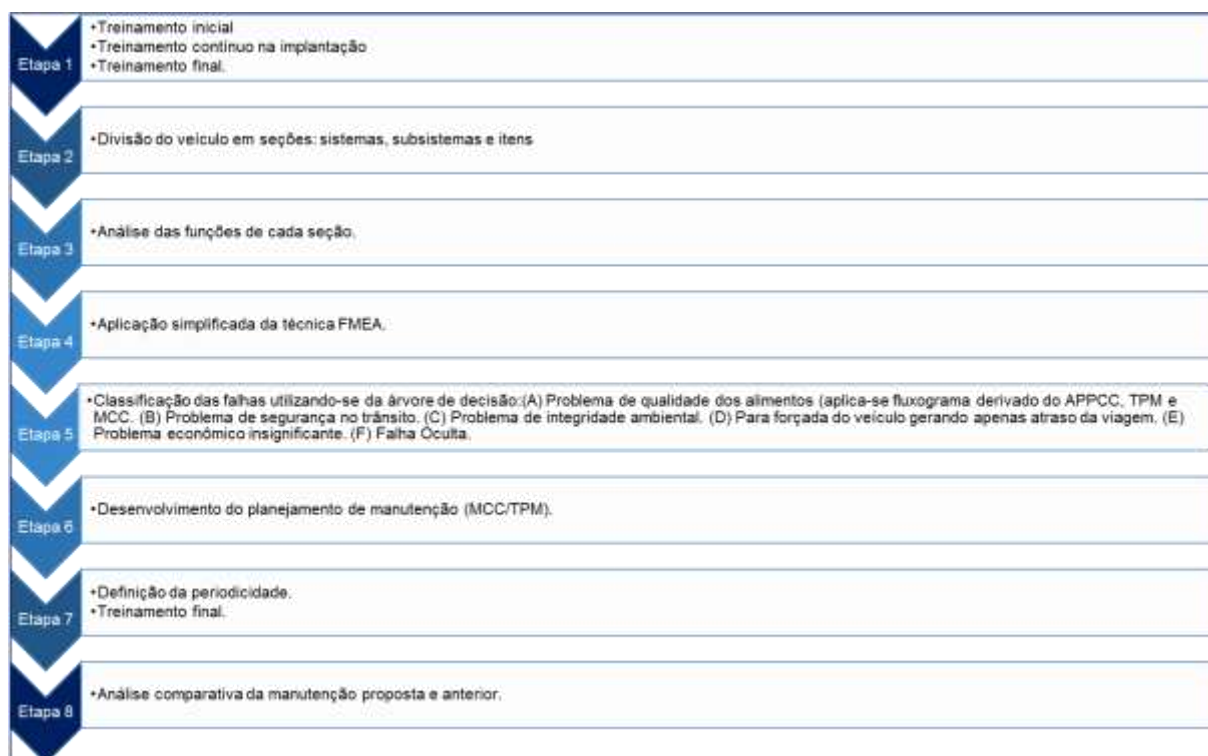 Etapa 1
•Treinamento inicial
•Treinamento contínuo na implantação
•Treinamento final.
Etapa 2
•Divisão do veículo em seções: sistemas, subsistemas e itens
Etapa 3
•Análise das funções de cada seção.
Etapa 4
•Aplicação simplificada da técnica FMEA.
Etapa 5
•Classificação das falhas utilizando-se da árvore de decisão:(A) Problema de qualidade dos alimentos (aplica-se fluxograma derivado do APPCC, TPM e
MCC. (B) Problema de segurança no trânsito. (C) Problema de integridade ambiental. (D) Para forçada do veículo gerando apenas atraso da viagem. (E)
Problema econômico insignificante. (F) Falha Oculta.
Etapa 6
•Desenvolvimento do planejamento de manutenção (MCC/TPM).
Etapa 7
•Definição da periodicidade.
•Treinamento final.
Etapa 8
•Análise comparativa da manutenção proposta e anterior.